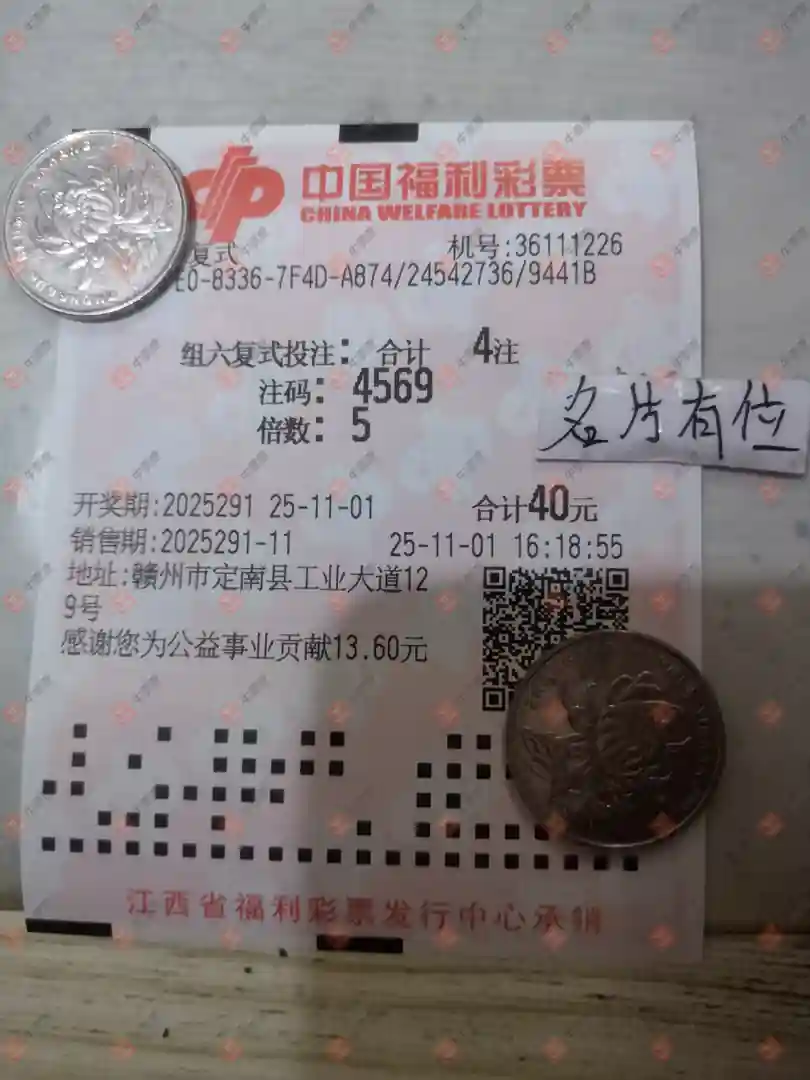 中国福利彩票
CHINA WELFARE LOTTERY
复式 机号:36111226
E0-8336-7F4D-A874/24542736/9441B
组六复式投注: 合计 4注
注码: 4569
倍数: 5
名片有位
开奖期:2025291 25-11-01 合计40元
销售期:2025291-11 25-11-01 16:18:55
地址:赣州市定南县工业大道12
9号
感谢您为公益事业贡献13.60元
江西省福利彩票发行中心承销